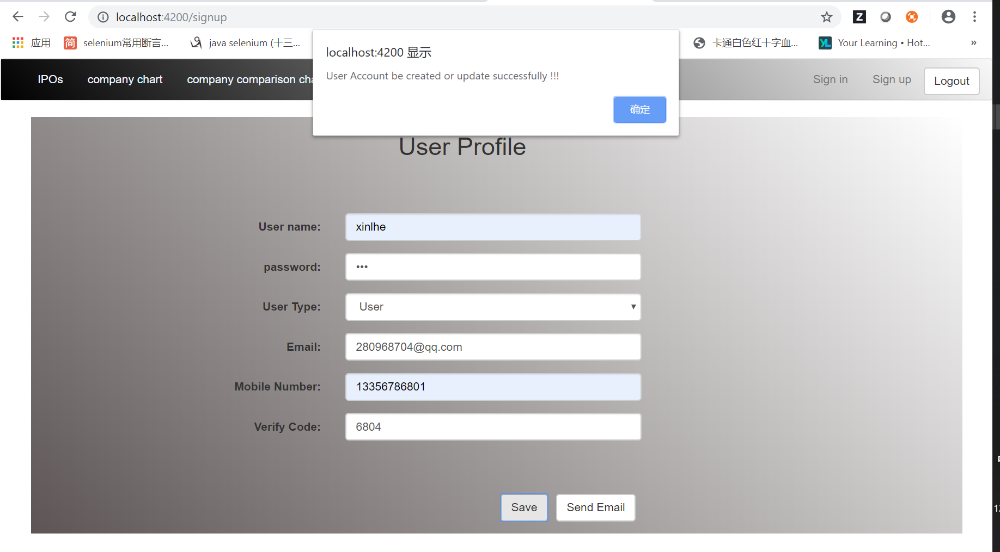 localhost:4200/signup
应用
简
selenium常用断言...
java selenium (十三...
卡通白色红十字血...
YL
Your Learning • Hot...
»
Z
localhost:4200 显示
User Account be created or update successfully !!!
确定
IPOs
company chart
company comparison cha
Sign in
Sign up
Logout
User Profile
User name:
xinlhe
password:
•••
User Type:
User
Email:
280968704@qq.com
Mobile Number:
13356786801
Verify Code:
6804
Save
Send Email